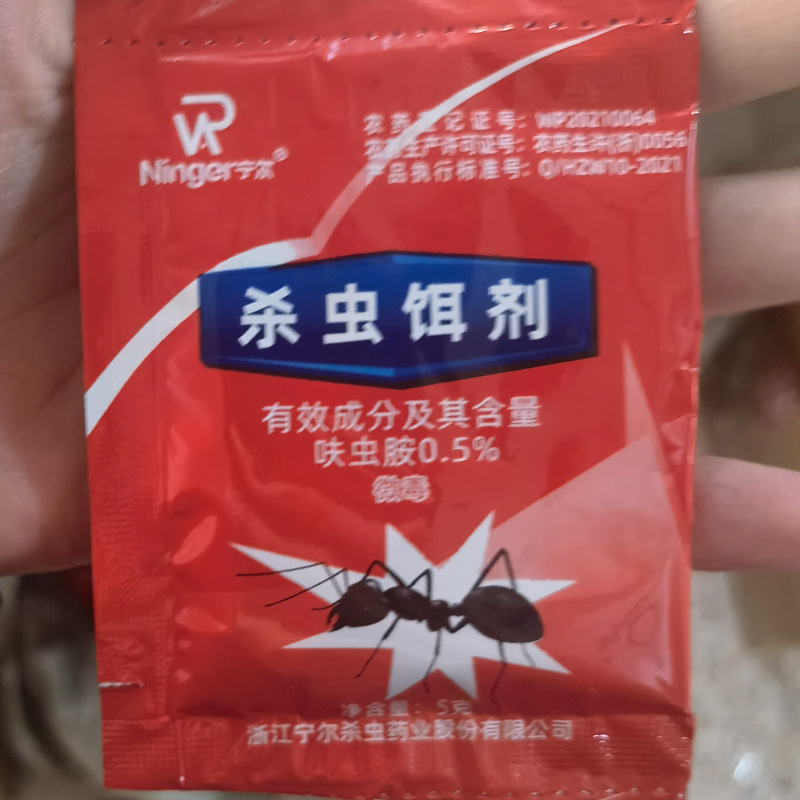 Ninger宁尔®
农药登记证号：WP20210064
农药生产许可证号：农药生许(浙)0056
产品执行标准号：Q/HZW10-2021
杀虫饵剂
有效成分及其含量
呋虫胺0.5%
微毒
净含量：5克
浙江宁尔杀虫药业股份有限公司